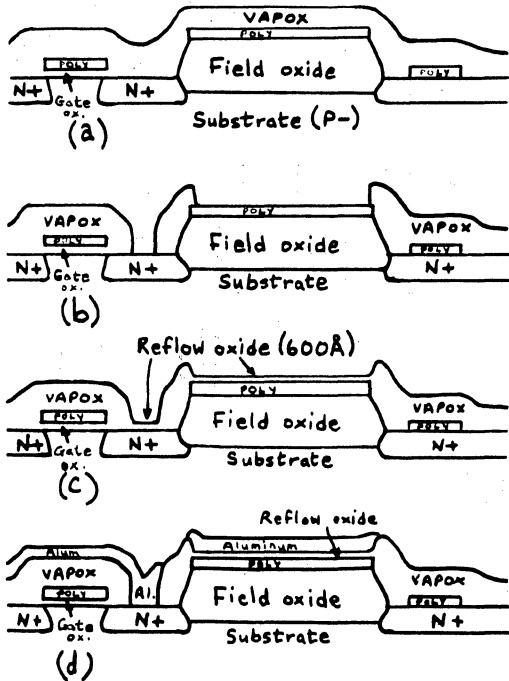 VAPOX
POLY
POLY
Field oxide
POLY
N+
Gate ox.
N+
Substrate (P-)
(a)
VAPOX
POLY
POLY
Field oxide
VAPOX
POLY
N+
Gate ox.
N+
N+
Substrate
(b)
Reflow oxide (600Å)
VAPOX
POLY
POLY
Field oxide
VAPOX
POLY
N+
Gate ox.
N+
N+
Substrate
(c)
Reflow oxide
Alum
Aluminum
VAPOX
POLY
Al.
POLY
Field oxide
VAPOX
POLY
N+
Gate ox.
N+
N+
Substrate
(d)